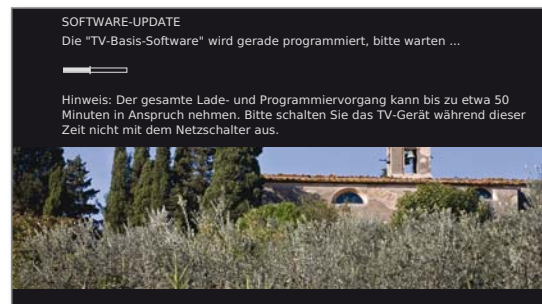 SOFTWARE-UPDATE
Die "TV-Basis-Software" wird gerade programmiert, bitte warten ...
Hinweis: Der gesamte Lade- und Programmiervorgang kann bis zu etwa 50
Minuten in Anspruch nehmen. Bitte schalten Sie das TV-Gerät während dieser
Zeit nicht mit dem Netzschalter aus.